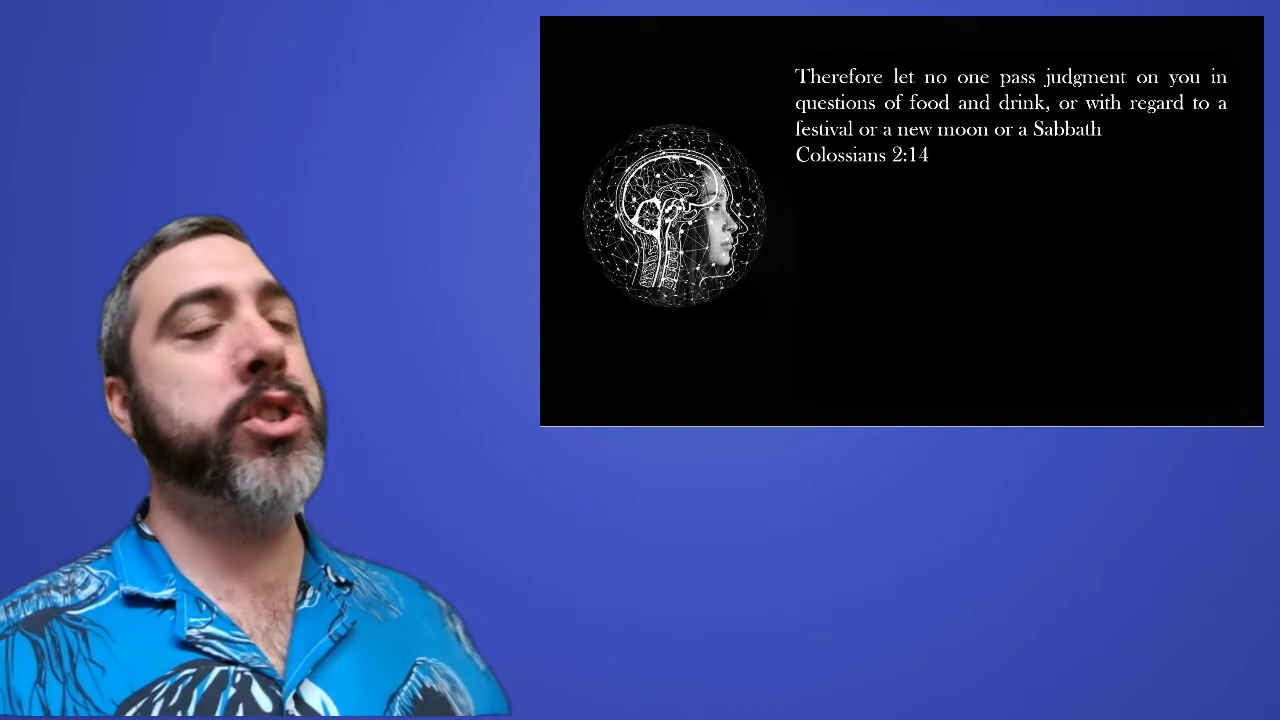 Therefore let no one pass judgment on you in
questions of food and drink, or with regard to a
festival or a new moon or a Sabbath
Colossians 2:14